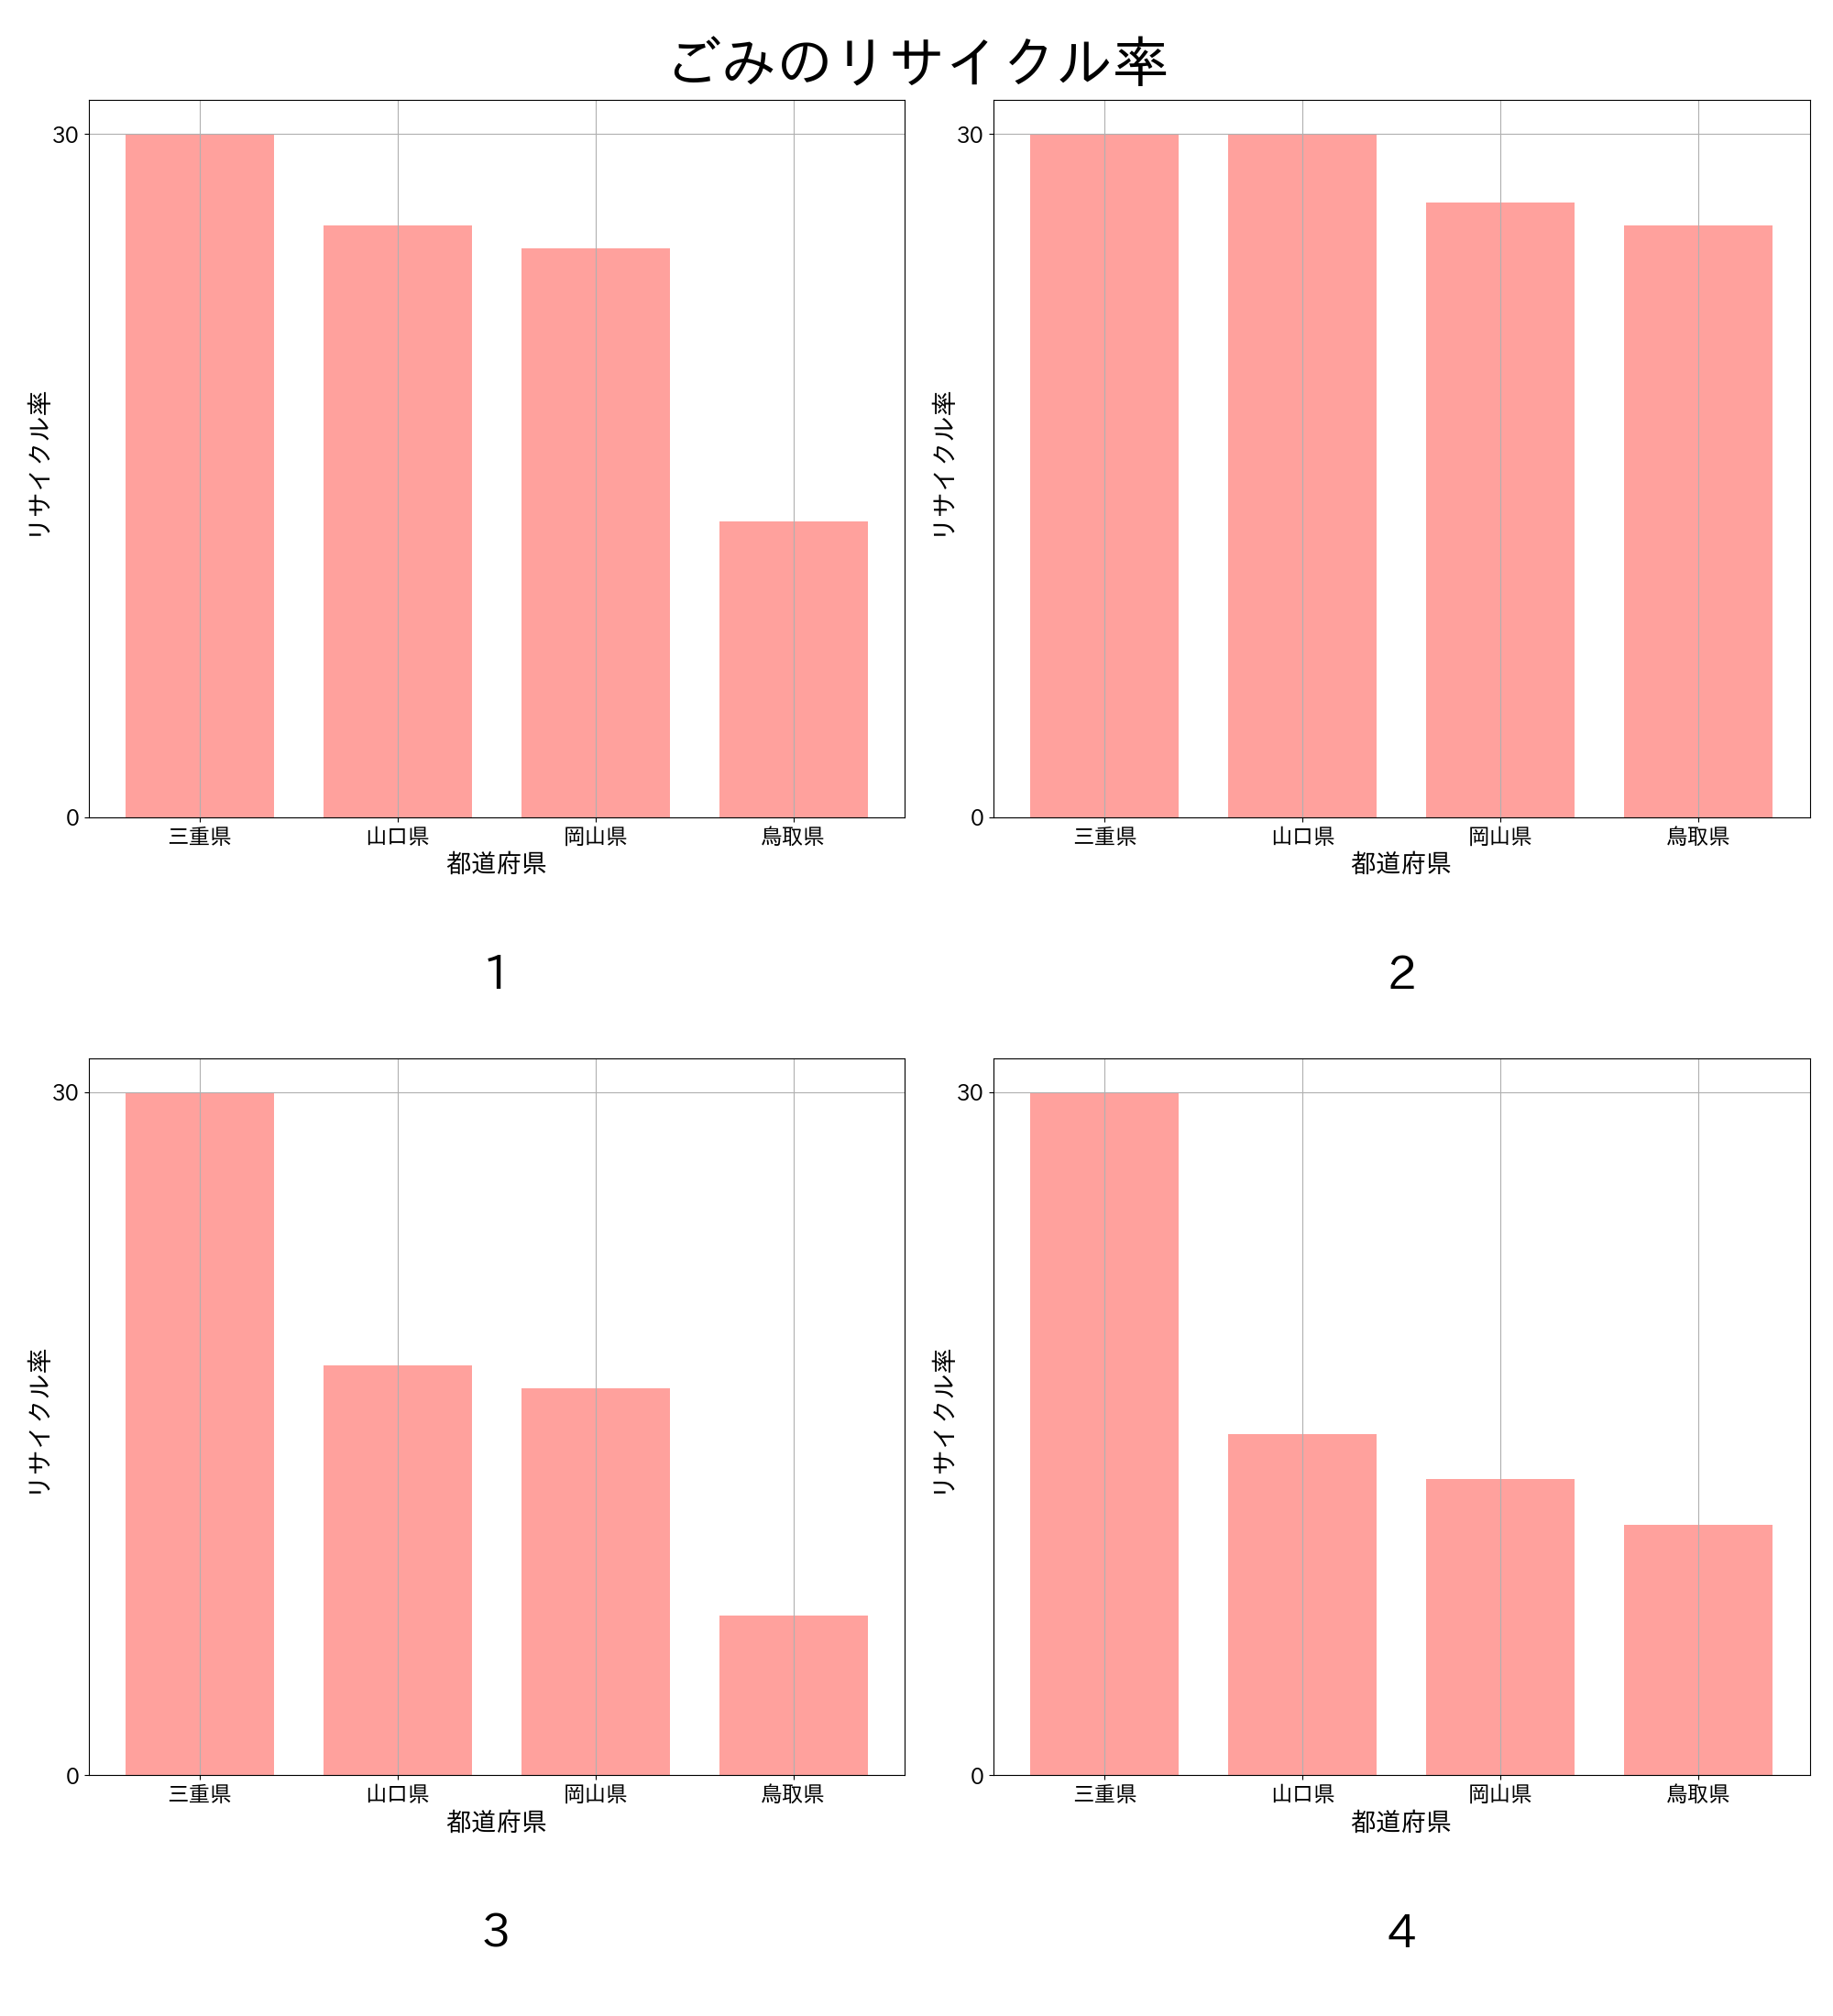 ごみのリサイクル率
30
0
リサイクル率
三重県 山口県 岡山県 鳥取県
都道府県
1
30
0
リサイクル率
三重県 山口県 岡山県 鳥取県
都道府県
2
30
0
リサイクル率
三重県 山口県 岡山県 鳥取県
都道府県
3
30
0
リサイクル率
三重県 山口県 岡山県 鳥取県
都道府県
4